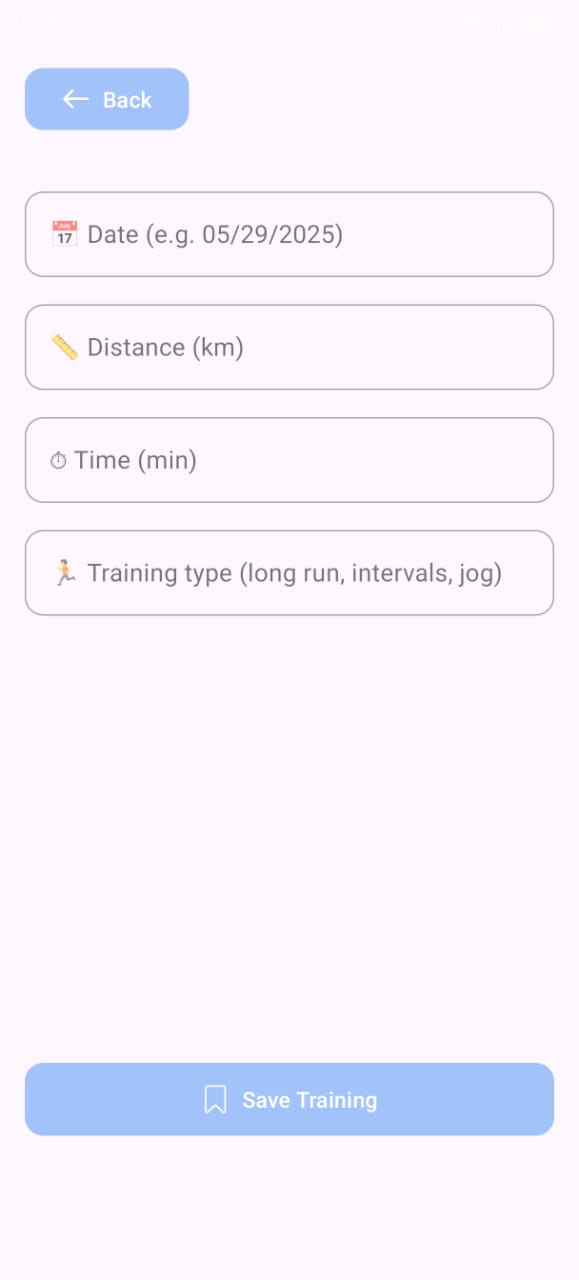 Back
📅 Date (e.g. 05/29/2025)
📏 Distance (km)
⏱ Time (min)
🏃 Training type (long run, intervals, jog)
Save Training